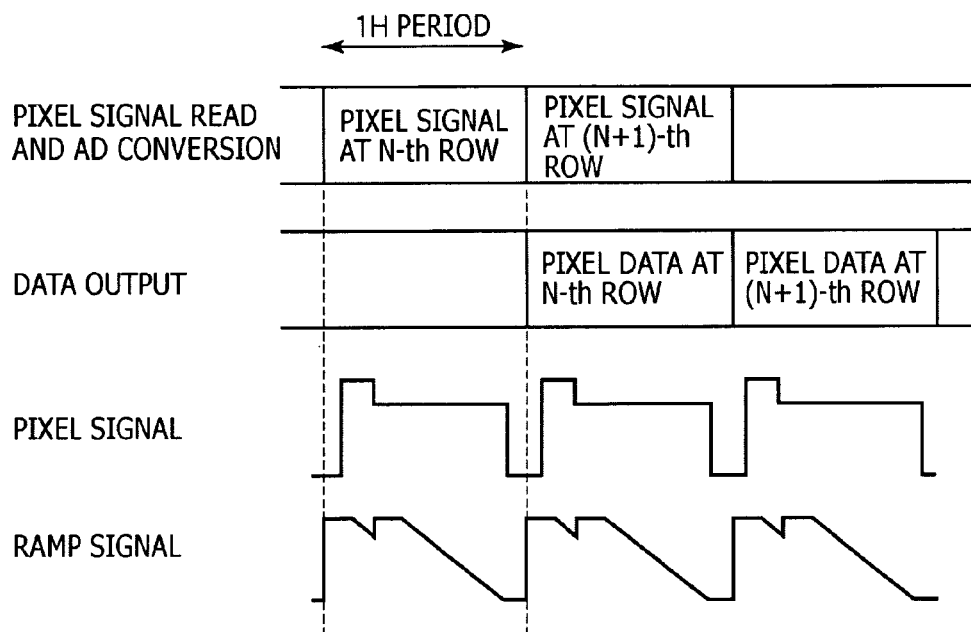 1H PERIOD
PIXEL SIGNAL READ
AND AD CONVERSION
PIXEL SIGNAL
AT N-th ROW
PIXEL SIGNAL
AT (N+1)-th
ROW
DATA OUTPUT
PIXEL DATA AT
N-th ROW
PIXEL DATA AT
(N+1)-th ROW
PIXEL SIGNAL
RAMP SIGNAL